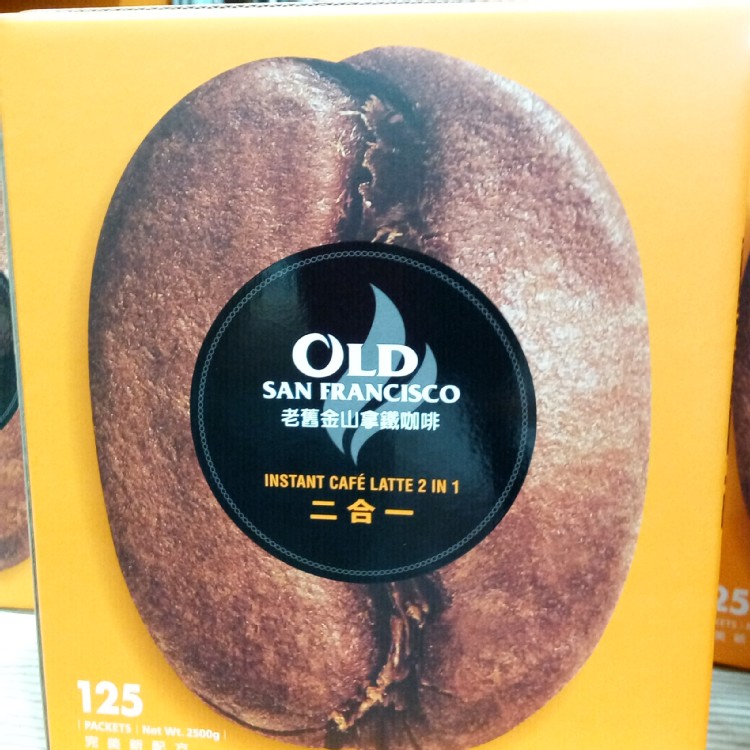 OLD
SAN FRANCISCO
老舊金山拿鐵咖啡
INSTANT CAFÉ LATTE 2 IN 1
二合一
125
PACKETS | Net Wt. 2500g